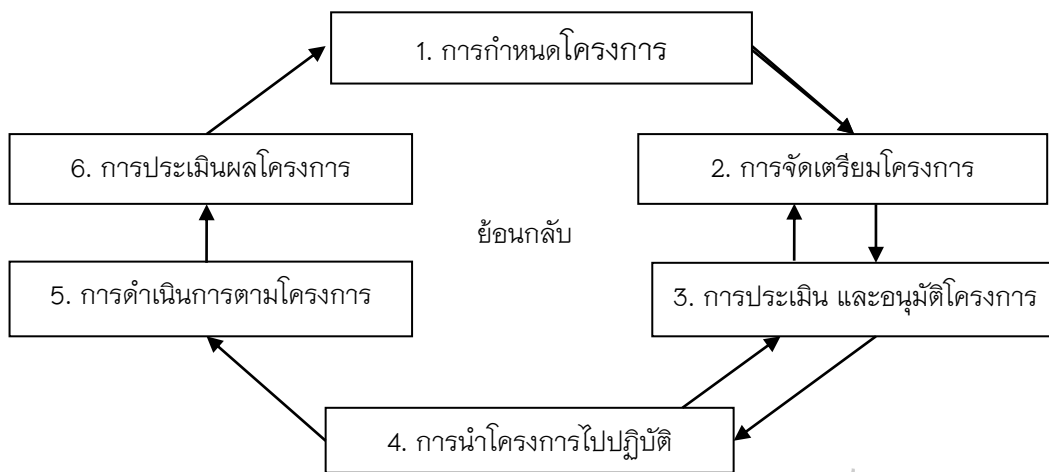 1. การกำหนดโครงการ
6. การประเมินผลโครงการ
2. การจัดเตรียมโครงการ
ย้อนกลับ
5. การดำเนินการตามโครงการ
3. การประเมิน และอนุมัติโครงการ
4. การนำโครงการไปปฏิบัติ